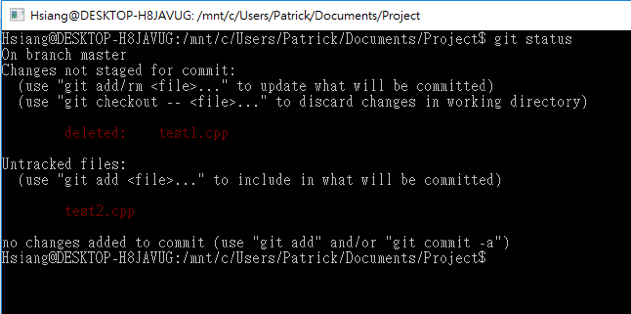 Hsiang@DESKTOP-H8JAVUG: /mnt/c/Users/Patrick/Documents/Project
Hsiang@DESKTOP-H8JAVUG:/mnt/c/Users/Patrick/Documents/Project$ git status
On branch master
Changes not staged for commit:
  (use "git add/rm <file>..." to update what will be committed)
  (use "git checkout -- <file>..." to discard changes in working directory)
        deleted:    test1.cpp
Untracked files:
  (use "git add <file>..." to include in what will be committed)
        test2.cpp
no changes added to commit (use "git add" and/or "git commit -a")
Hsiang@DESKTOP-H8JAVUG:/mnt/c/Users/Patrick/Documents/Project$